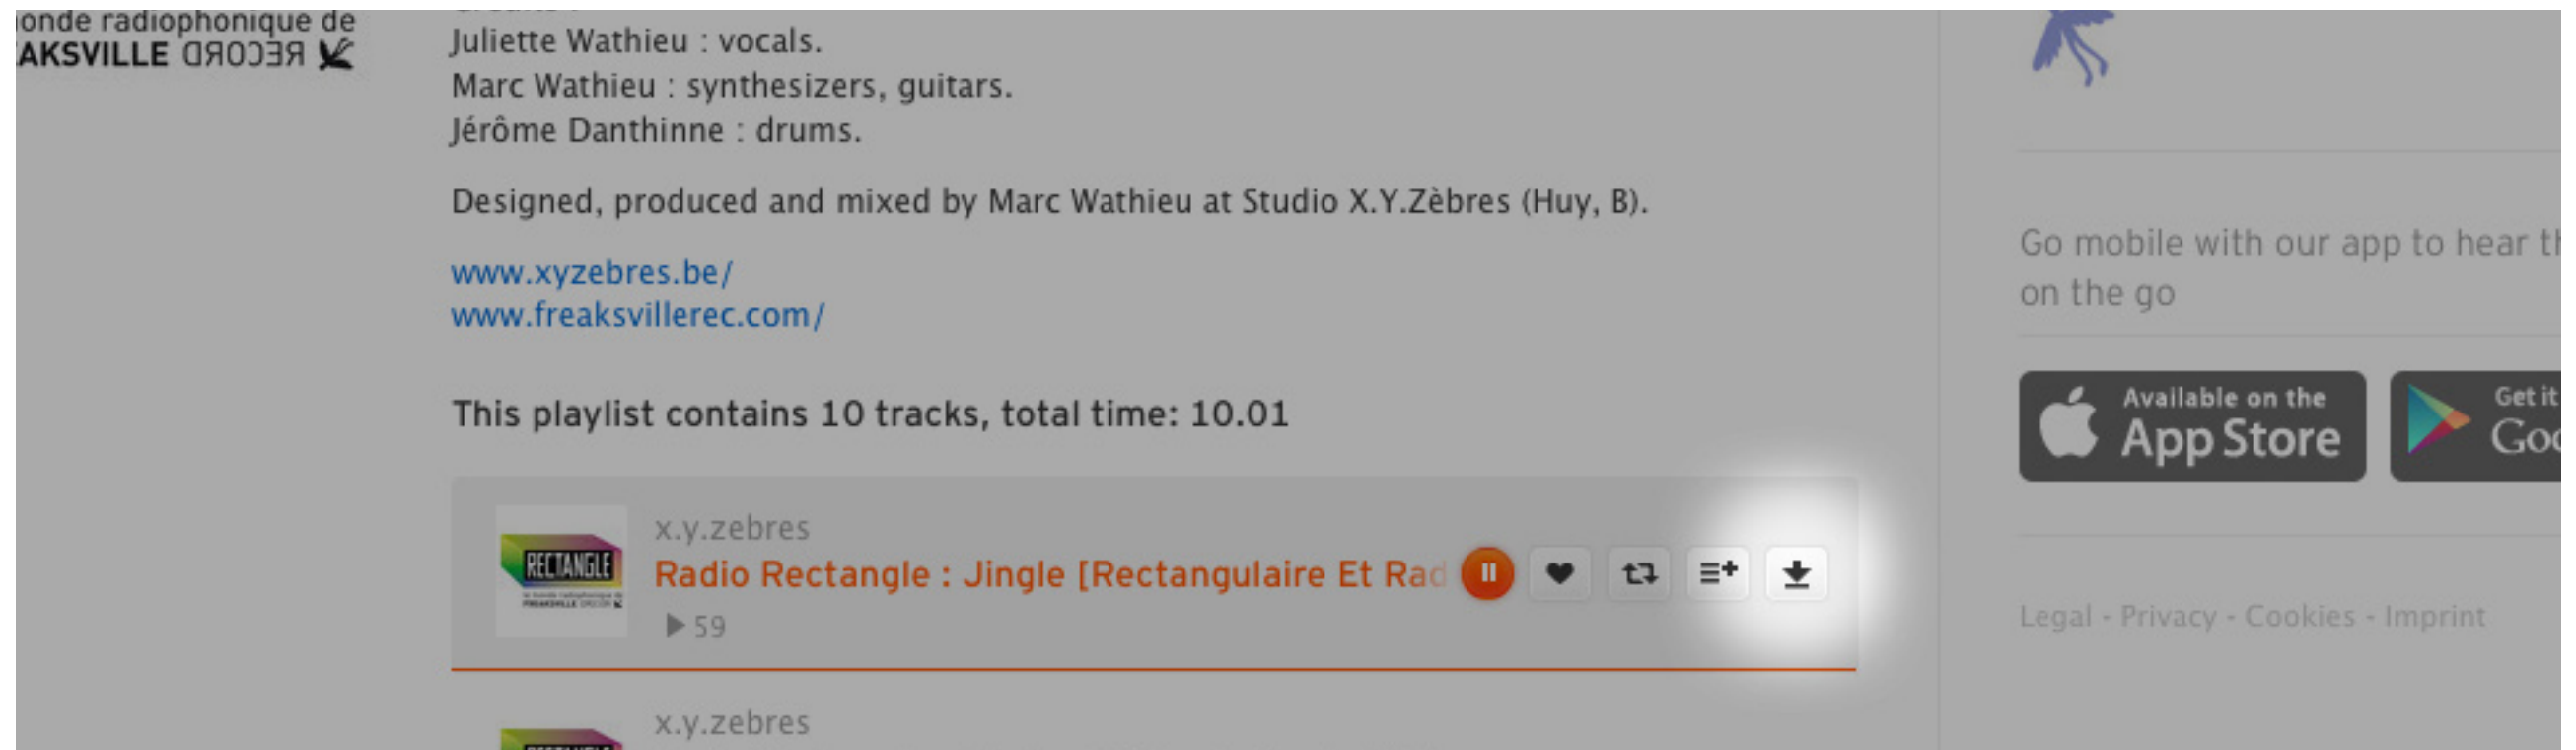 onde radiophonique de
AKSVILLE RECORD
Juliette Wathieu : vocals.
Marc Wathieu : synthesizers, guitars.
Jérôme Danthinne : drums.
Designed, produced and mixed by Marc Wathieu at Studio X.Y.Zèbres (Huy, B).
www.xyzebres.be/
www.freaksvillerec.com/
This playlist contains 10 tracks, total time: 10.01
RECTANGLE
x.y.zebres
Radio Rectangle : Jingle [Rectangulaire Et Rad
59
x.y.zebres
Go mobile with our app to hear th
on the go
Available on the
App Store
Get it
Goo
Legal - Privacy - Cookies - Imprint